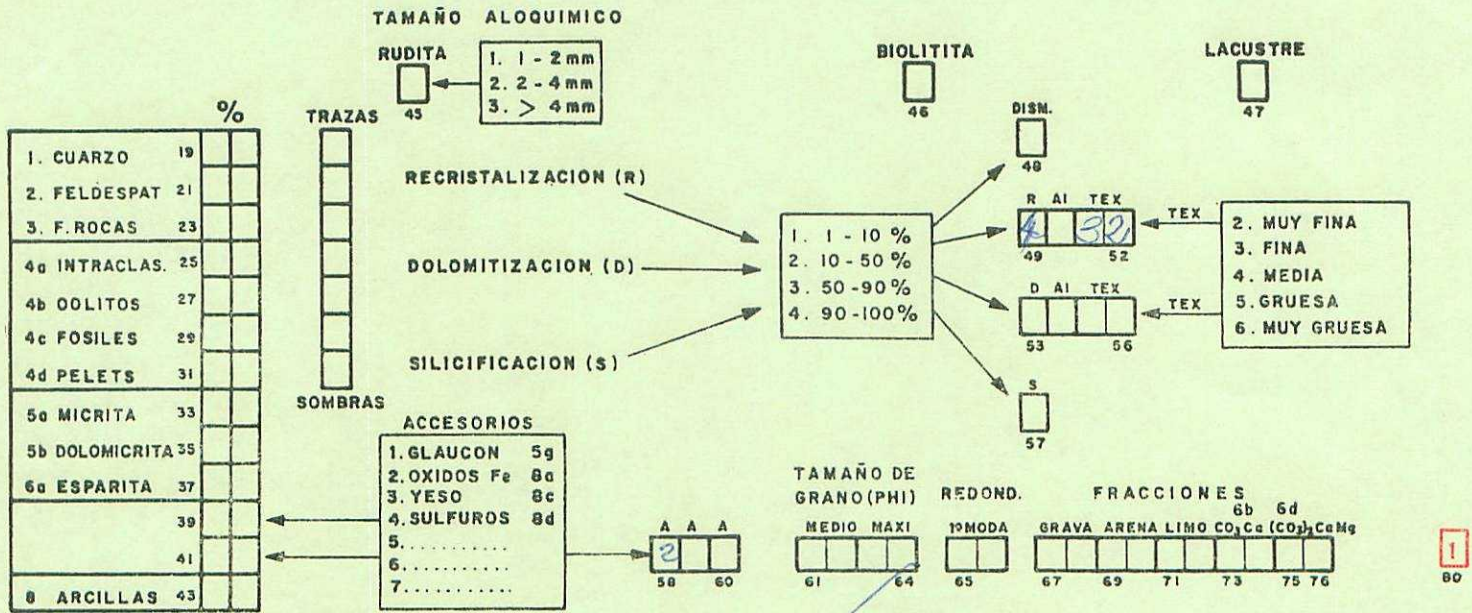 TAMAÑO ALOQUIMICO
RUDITA
45
1. 1 - 2 mm
2. 2 - 4 mm
3. > 4 mm
BIOLITITA
46
LACUSTRE
47
%
1. CUARZO 19
2. FELDESPAT 21
3. F. ROCAS 23
4a INTRACLAS. 25
4b OOLITOS 27
4c FOSILES 29
4d PELETS 31
5a MICRITA 33
5b DOLOMICRITA 35
6a ESPARITA 37
39
41
8 ARCILLAS 43
TRAZAS
SOMBRAS
RECRISTALIZACION (R)
DOLOMITIZACION (D)
SILICIFICACION (S)
1. 1 - 10 %
2. 10 - 50 %
3. 50 - 90 %
4. 90 - 100 %
DISM.
48
R AI TEX
4 32
49 52
D AI TEX
53 56
S
57
TEX
TEX
2. MUY FINA
3. FINA
4. MEDIA
5. GRUESA
6. MUY GRUESA
ACCESORIOS
1. GLAUCON 5g
2. OXIDOS Fe 8a
3. YESO 8c
4. SULFUROS 8d
5. ..........
6. ..........
7. ..........
A A A
2
58 60
TAMAÑO DE
GRANO (PHI)
MEDIO MAXI
61 64
REDOND.
1º MODA
65
FRACCIONES
6b 6d
GRAVA ARENA LIMO CO3Ca (CO3)2CaMg
67 69 71 73 75 76
1
80